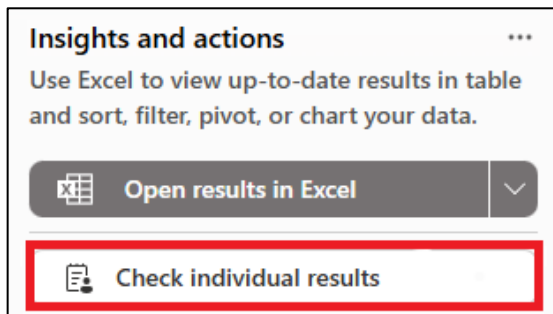 Insights and actions
Use Excel to view up-to-date results in table
and sort, filter, pivot, or chart your data.
Open results in Excel
Check individual results